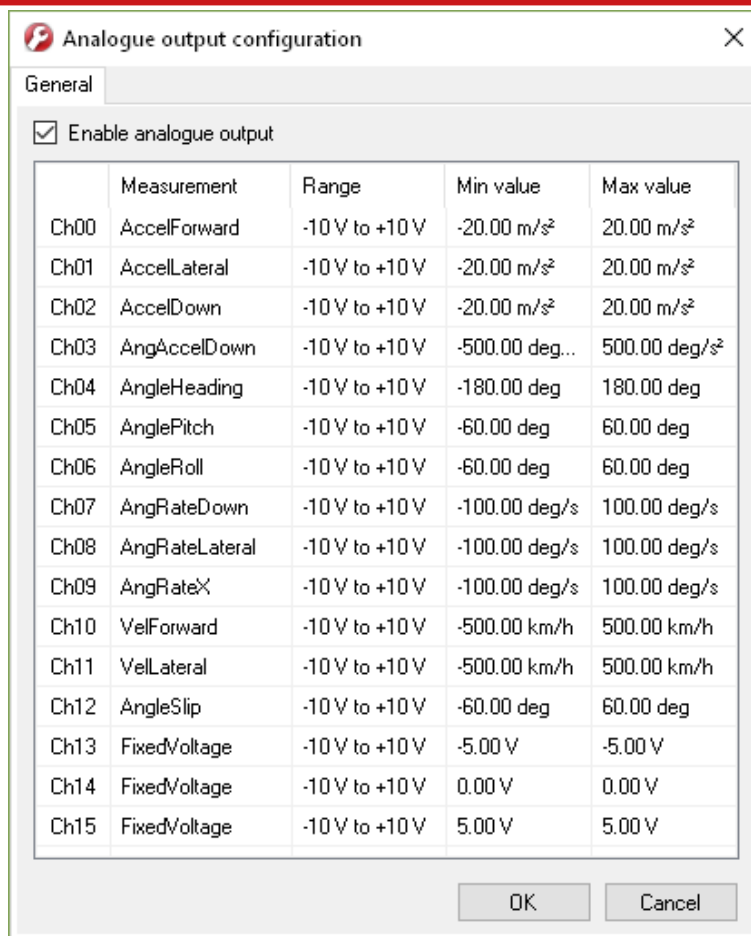 Analogue output configuration
General
Enable analogue output
Measurement Range Min value Max value
Ch00 AccelForward -10 V to +10 V -20.00 m/s² 20.00 m/s²
Ch01 AccelLateral -10 V to +10 V -20.00 m/s² 20.00 m/s²
Ch02 AccelDown -10 V to +10 V -20.00 m/s² 20.00 m/s²
Ch03 AngAccelDown -10 V to +10 V -500.00 deg... 500.00 deg/s²
Ch04 AngleHeading -10 V to +10 V -180.00 deg 180.00 deg
Ch05 AnglePitch -10 V to +10 V -60.00 deg 60.00 deg
Ch06 AngleRoll -10 V to +10 V -60.00 deg 60.00 deg
Ch07 AngRateDown -10 V to +10 V -100.00 deg/s 100.00 deg/s
Ch08 AngRateLateral -10 V to +10 V -100.00 deg/s 100.00 deg/s
Ch09 AngRateX -10 V to +10 V -100.00 deg/s 100.00 deg/s
Ch10 VelForward -10 V to +10 V -500.00 km/h 500.00 km/h
Ch11 VelLateral -10 V to +10 V -500.00 km/h 500.00 km/h
Ch12 AngleSlip -10 V to +10 V -60.00 deg 60.00 deg
Ch13 FixedVoltage -10 V to +10 V -5.00 V -5.00 V
Ch14 FixedVoltage -10 V to +10 V 0.00 V 0.00 V
Ch15 FixedVoltage -10 V to +10 V 5.00 V 5.00 V
OK Cancel